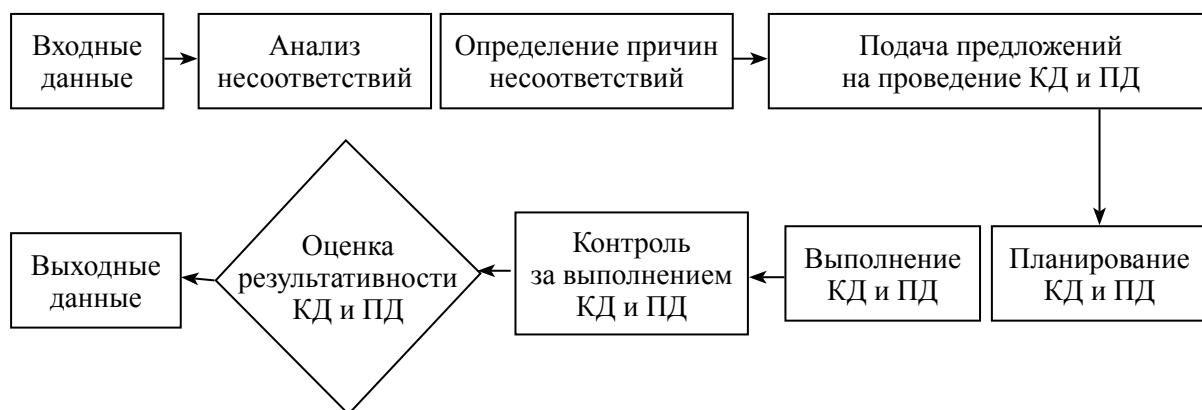 Входные
данные
Анализ
несоответствий
Определение причин
несоответствий
Подача предложений
на проведение КД и ПД
Выходные
данные
Оценка
результативности
КД и ПД
Контроль
за выполнением
КД и ПД
Выполнение
КД и ПД
Планирование
КД и ПД